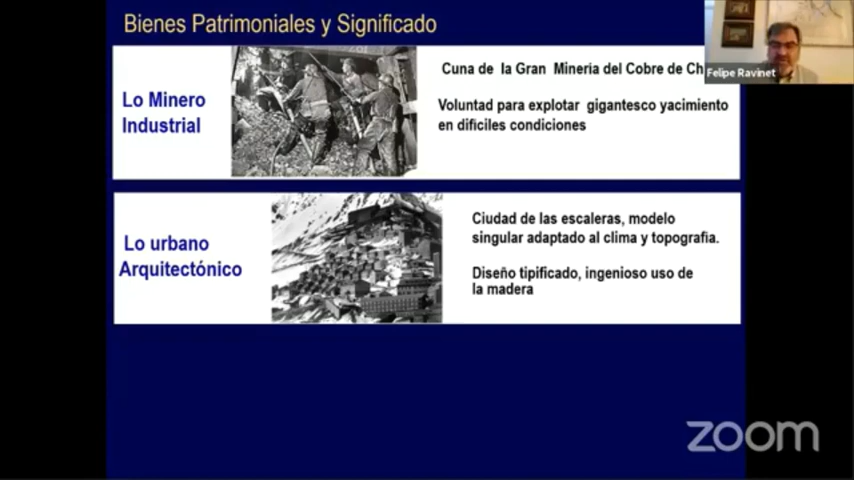 Bienes Patrimoniales y Significado
Felipe Ravinet
Lo Minero
Industrial
Cuna de la Gran Mineria del Cobre de Ch
Voluntad para explotar gigantesco yacimiento
en dificiles condiciones
Lo urbano
Arquitectónico
Ciudad de las escaleras, modelo
singular adaptado al clima y topografia.
Diseño tipificado, ingenioso uso de
la madera
zoom